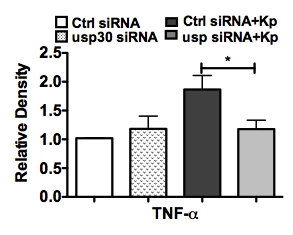 Ctrl siRNA
Ctrl siRNA+Kp
usp30 siRNA
usp siRNA+Kp
Relative Density
2.5
2.0
1.5
1.0
0.5
0.0
*
TNF-α